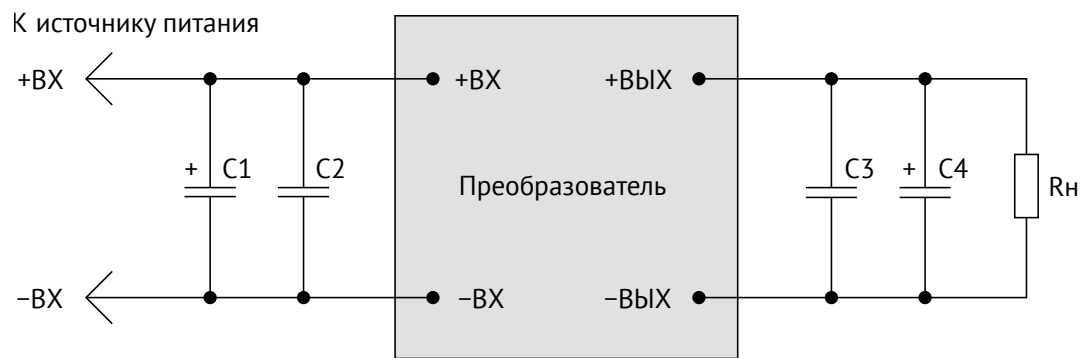 К источнику питания
+ВХ
+ВХ
+ВЫХ
+ C1
C2
C3
+ C4
Преобразователь
Rн
−ВХ
−ВХ
−ВЫХ